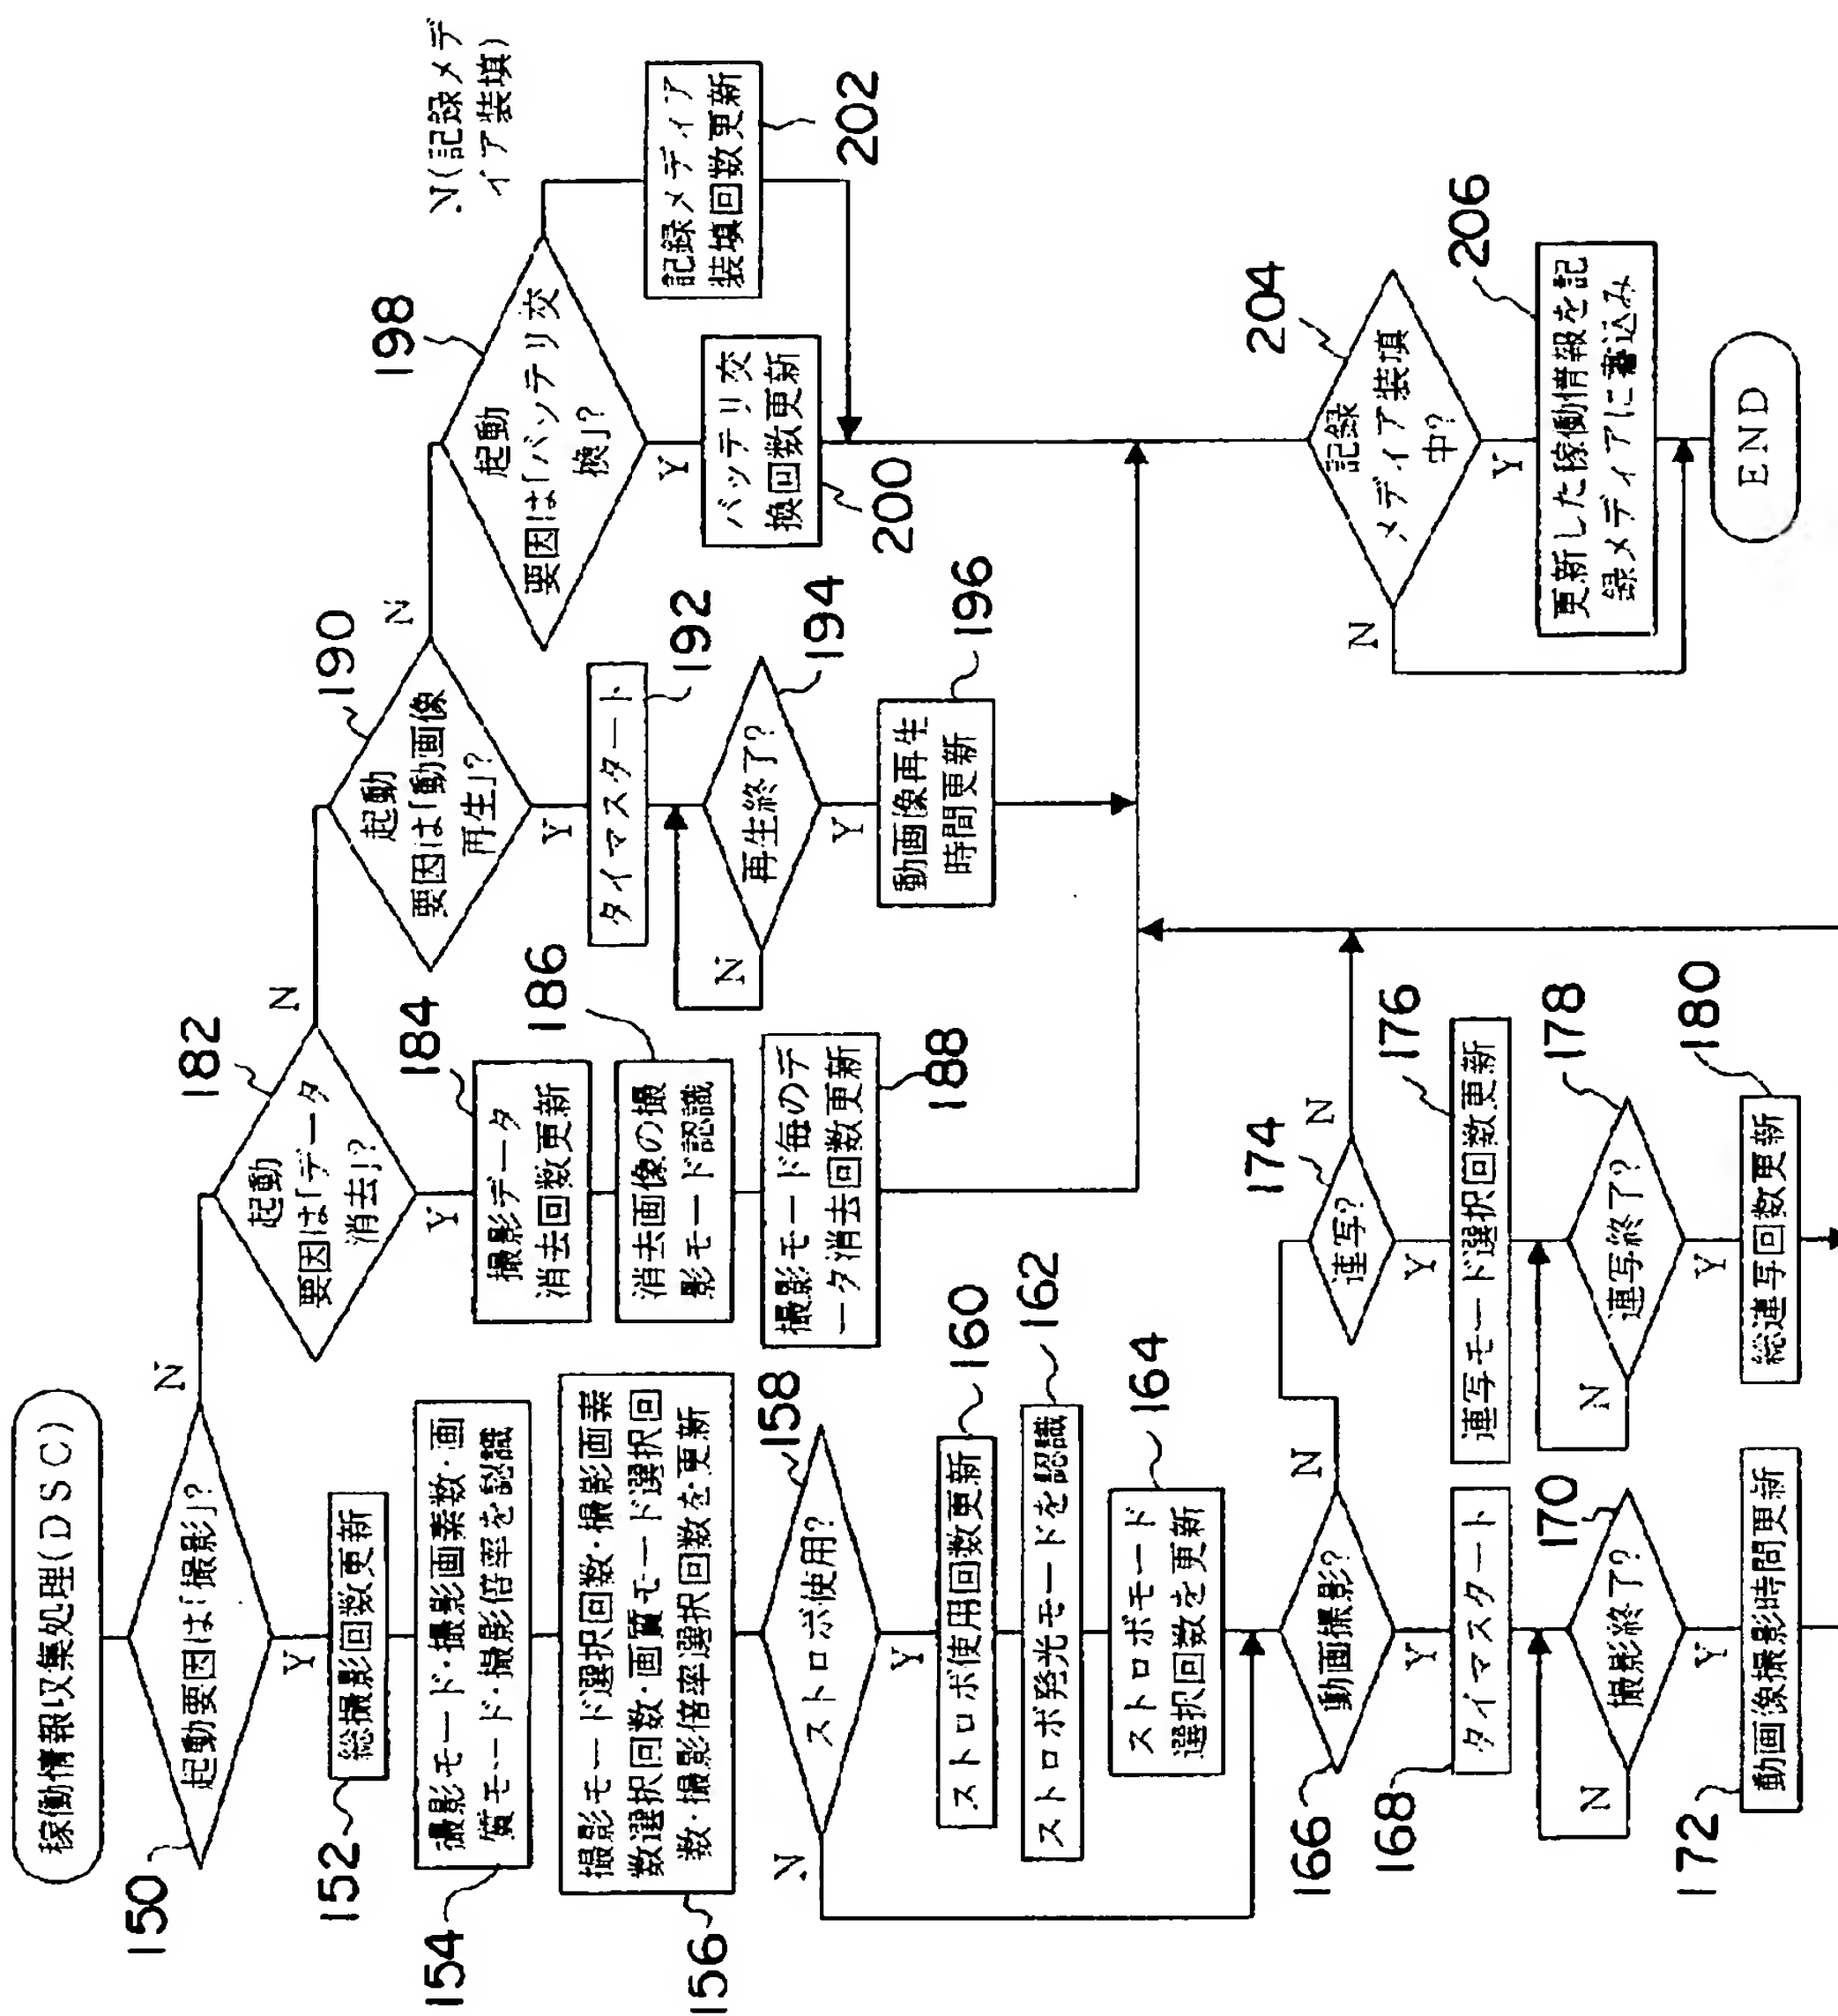 稼働情報収集処理(DSC)
150
起動要因は「撮影」?
N
Y
152
総撮影回数更新
154
撮影モード・撮影画素数・画
質モード・撮影倍率を認識
156
撮影モード選択回数・撮影画素
数選択回数・画質モード選択回
数・撮影倍率選択回数を更新
158
ストロボ使用?
N
Y
160
ストロボ使用回数更新
162
ストロボ発光モードを認識
164
ストロボモード
選択回数を更新
166
動画撮影?
N
Y
168
タイマスタート
170
撮影終了?
N
Y
172
動画像撮影時間更新
174
連写?
N
Y
176
連写モード選択回数更新
178
連写終了?
N
Y
180
総連写回数更新
182
起動
要因は「データ
消去」?
N
Y
184
撮影データ
消去回数更新
186
消去画像の撮
影モード認識
188
撮影モード毎のデ
ータ消去回数更新
190
起動
要因は「動画像
再生」?
N
Y
192
タイマスタート
194
再生終了?
N
Y
196
動画像再生
時間更新
198
起動
要因は「バッテリ交
換」?
N(記録メデ
ィア装填)
Y
200
バッテリ交
換回数更新
202
記録メディア
装填回数更新
204
記録
メディア装填
中?
N
Y
206
更新した稼働情報を記
録メディアに書込み
END